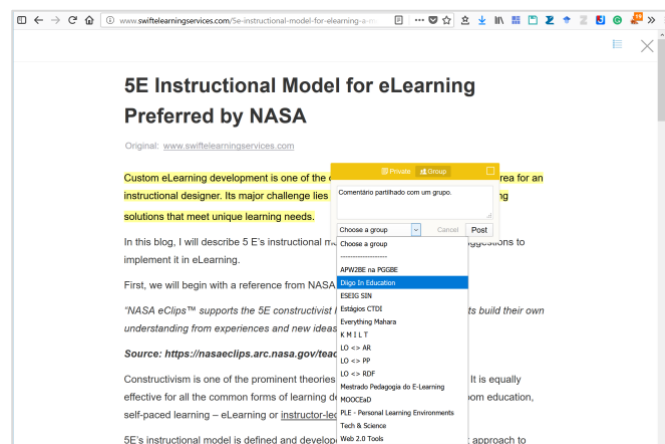 www.swiftelearningservices.com/5e-instructional-model-for-elearning-a-
19
5E Instructional Model for eLearning
Preferred by NASA
Original: www.swiftelearningservices.com
Private Group
Custom eLearning development is one of the rea for an
instructional designer. Its major challenge lies ng
Comentário partilhado com um grupo.
solutions that meet unique learning needs.
Choose a group Cancel Post
In this blog, I will describe 5 E's instructional ggestions to
Choose a group
------------------
implement it in eLearning.
APW2BE na PGGBE
First, we will begin with a reference from NASA
Diigo In Education
ESEIG SIN
"NASA eClips™ supports the 5E constructivist ts build their own
Estágios CTDI
understanding from experiences and new ideas
Everything Mahara
K M I L T
Source: https://nasaeclips.arc.nasa.gov/teac
LO <> AR
LO <> PP
Constructivism is one of the prominent theories It is equally
LO <> RDF
effective for all the common forms of learning oom education,
Mestrado Pedagogia do E-Learning
MOOCEaD
self-paced learning – eLearning or instructor-led
PLE - Personal Learning Environments
Tech & Science
5E's instructional model is defined and develop approach to
Web 2.0 Tools